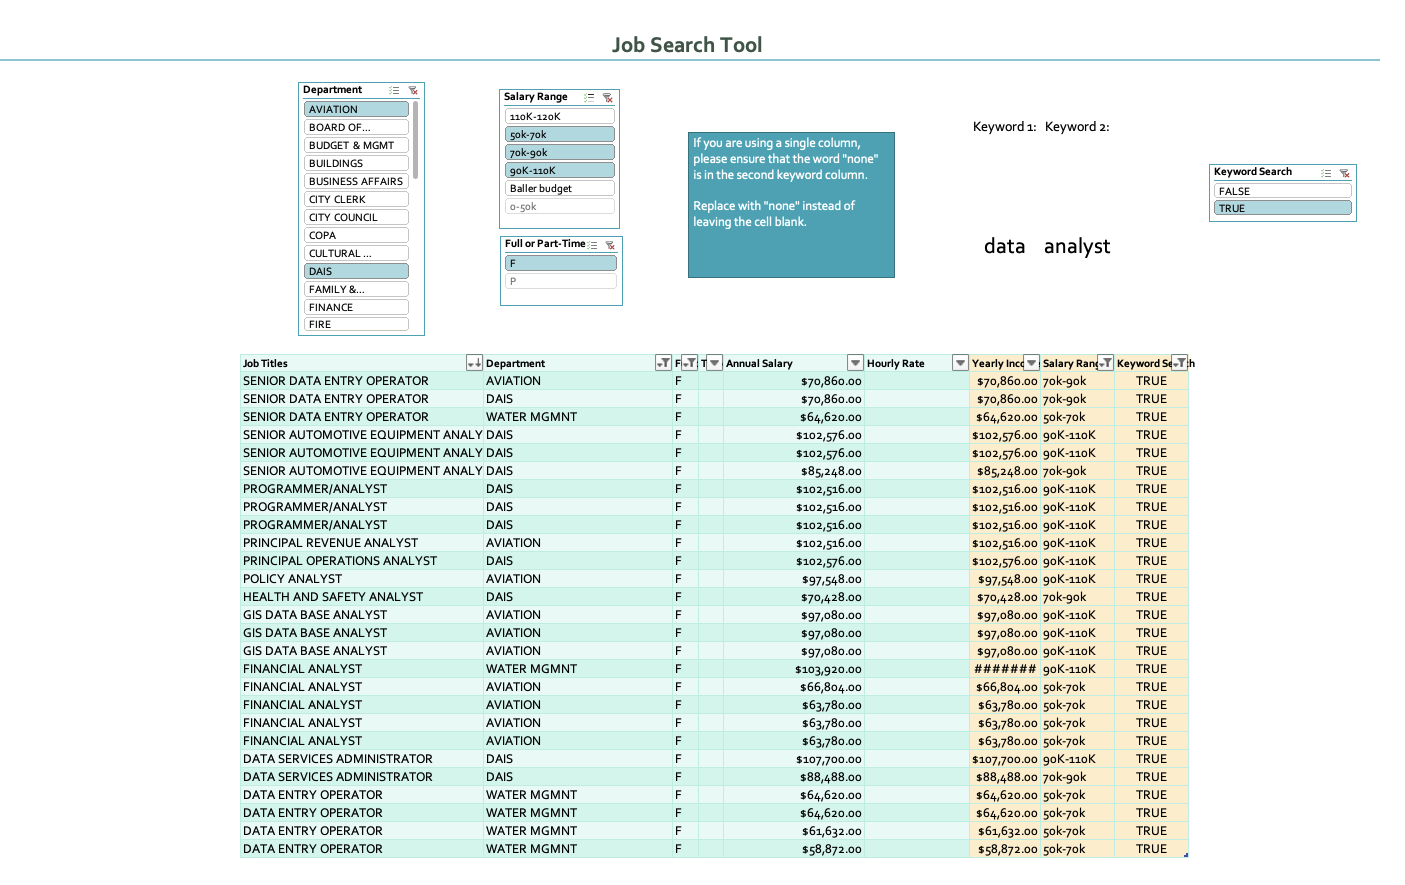 Job Search Tool
Department
AVIATION
BOARD OF...
BUDGET & MGMT
BUILDINGS
BUSINESS AFFAIRS
CITY CLERK
CITY COUNCIL
COPA
CULTURAL ...
DAIS
FAMILY &...
FINANCE
FIRE
Salary Range
110K-120K
50k-70k
70k-90k
90K-110K
Baller budget
0-50k
Full or Part-Time
F
P
If you are using a single column,
please ensure that the word "none"
is in the second keyword column.
Replace with "none" instead of
leaving the cell blank.
Keyword 1: Keyword 2:
data analyst
Keyword Search
FALSE
TRUE
Job Titles Department F T Annual Salary Hourly Rate Yearly Inco Salary Rang Keyword Se ch
SENIOR DATA ENTRY OPERATOR AVIATION F $70,860.00 $70,860.00 70k-90k TRUE
SENIOR DATA ENTRY OPERATOR DAIS F $70,860.00 $70,860.00 70k-90k TRUE
SENIOR DATA ENTRY OPERATOR WATER MGMNT F $64,620.00 $64,620.00 50k-70k TRUE
SENIOR AUTOMOTIVE EQUIPMENT ANALY DAIS F $102,576.00 $102,576.00 90K-110K TRUE
SENIOR AUTOMOTIVE EQUIPMENT ANALY DAIS F $102,576.00 $102,576.00 90K-110K TRUE
SENIOR AUTOMOTIVE EQUIPMENT ANALY DAIS F $85,248.00 $85,248.00 70k-90k TRUE
PROGRAMMER/ANALYST DAIS F $102,516.00 $102,516.00 90K-110K TRUE
PROGRAMMER/ANALYST DAIS F $102,516.00 $102,516.00 90K-110K TRUE
PROGRAMMER/ANALYST DAIS F $102,516.00 $102,516.00 90K-110K TRUE
PRINCIPAL REVENUE ANALYST AVIATION F $102,516.00 $102,516.00 90K-110K TRUE
PRINCIPAL OPERATIONS ANALYST DAIS F $102,576.00 $102,576.00 90K-110K TRUE
POLICY ANALYST AVIATION F $97,548.00 $97,548.00 90K-110K TRUE
HEALTH AND SAFETY ANALYST DAIS F $70,428.00 $70,428.00 70k-90k TRUE
GIS DATA BASE ANALYST AVIATION F $97,080.00 $97,080.00 90K-110K TRUE
GIS DATA BASE ANALYST AVIATION F $97,080.00 $97,080.00 90K-110K TRUE
GIS DATA BASE ANALYST AVIATION F $97,080.00 $97,080.00 90K-110K TRUE
FINANCIAL ANALYST WATER MGMNT F $103,920.00 ####### 90K-110K TRUE
FINANCIAL ANALYST AVIATION F $66,804.00 $66,804.00 50k-70k TRUE
FINANCIAL ANALYST AVIATION F $63,780.00 $63,780.00 50k-70k TRUE
FINANCIAL ANALYST AVIATION F $63,780.00 $63,780.00 50k-70k TRUE
FINANCIAL ANALYST AVIATION F $63,780.00 $63,780.00 50k-70k TRUE
DATA SERVICES ADMINISTRATOR DAIS F $107,700.00 $107,700.00 90K-110K TRUE
DATA SERVICES ADMINISTRATOR DAIS F $88,488.00 $88,488.00 70k-90k TRUE
DATA ENTRY OPERATOR WATER MGMNT F $64,620.00 $64,620.00 50k-70k TRUE
DATA ENTRY OPERATOR WATER MGMNT F $64,620.00 $64,620.00 50k-70k TRUE
DATA ENTRY OPERATOR WATER MGMNT F $61,632.00 $61,632.00 50k-70k TRUE
DATA ENTRY OPERATOR WATER MGMNT F $58,872.00 $58,872.00 50k-70k TRUE